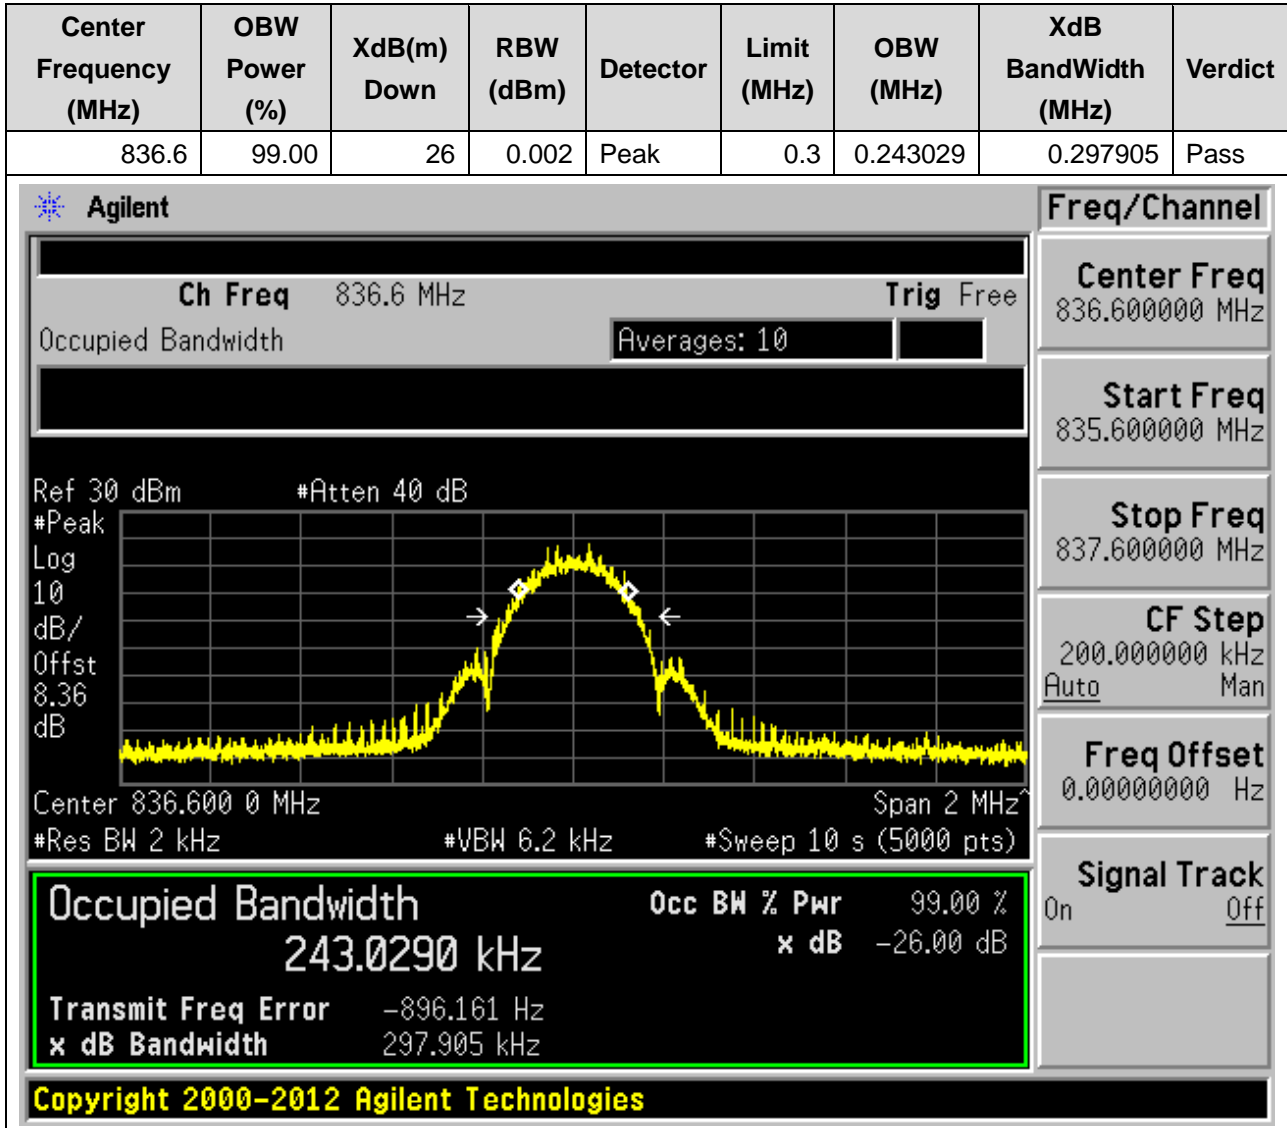 Center Frequency (MHz) OBW Power (%) XdB(m) Down RBW (dBm) Detector Limit (MHz) OBW (MHz) XdB BandWidth (MHz) Verdict
836.6 99.00 26 0.002 Peak 0.3 0.243029 0.297905 Pass
Agilent
Freq/Channel
Ch Freq 836.6 MHz Trig Free
Occupied Bandwidth Averages: 10
Center Freq
836.600000 MHz
Start Freq
835.600000 MHz
Stop Freq
837.600000 MHz
CF Step
200.000000 kHz
Auto Man
Freq Offset
0.00000000 Hz
Signal Track
On Off
Ref 30 dBm #Atten 40 dB
#Peak
Log
10
dB/
Offst
8.36
dB
Center 836.600 0 MHz Span 2 MHz^
#Res BW 2 kHz #VBW 6.2 kHz #Sweep 10 s (5000 pts)
Occupied Bandwidth Occ BW % Pwr 99.00 %
243.0290 kHz x dB -26.00 dB
Transmit Freq Error -896.161 Hz
x dB Bandwidth 297.905 kHz
Copyright 2000-2012 Agilent Technologies